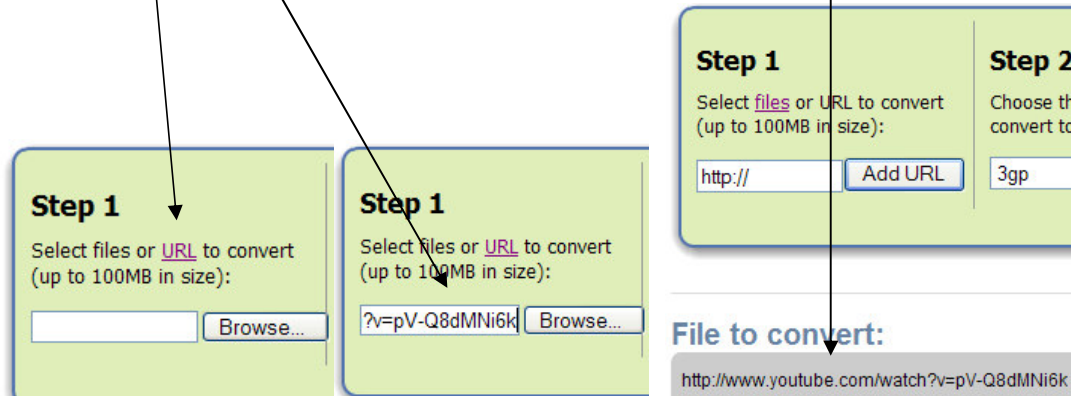 Step 1
Select files or URL to convert
(up to 100MB in size):
Browse...
Step 1
Select files or URL to convert
(up to 100MB in size):
?v=pV-Q8dMNi6k Browse...
Step 1
Select files or URL to convert
(up to 100MB in size):
http:// Add URL
Step 2
Choose th
convert to
3gp
File to convert:
http://www.youtube.com/watch?v=pV-Q8dMNi6k